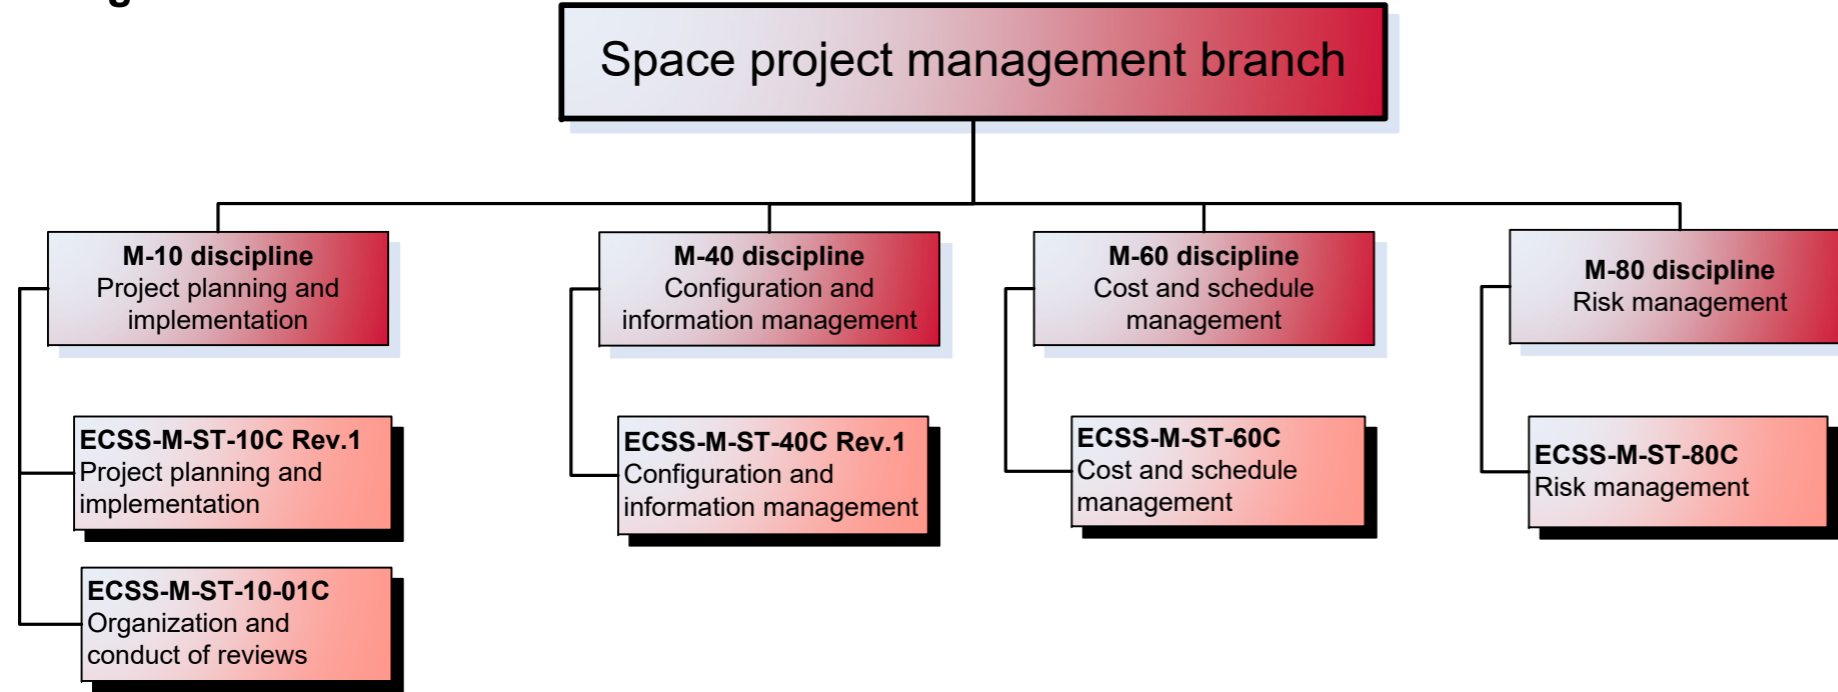 Space project management branch
M-10 discipline
Project planning and
implementation
M-40 discipline
Configuration and
information management
M-60 discipline
Cost and schedule
management
M-80 discipline
Risk management
ECSS-M-ST-10C Rev.1
Project planning and
implementation
ECSS-M-ST-40C Rev.1
Configuration and
information management
ECSS-M-ST-60C
Cost and schedule
management
ECSS-M-ST-80C
Risk management
ECSS-M-ST-10-01C
Organization and
conduct of reviews